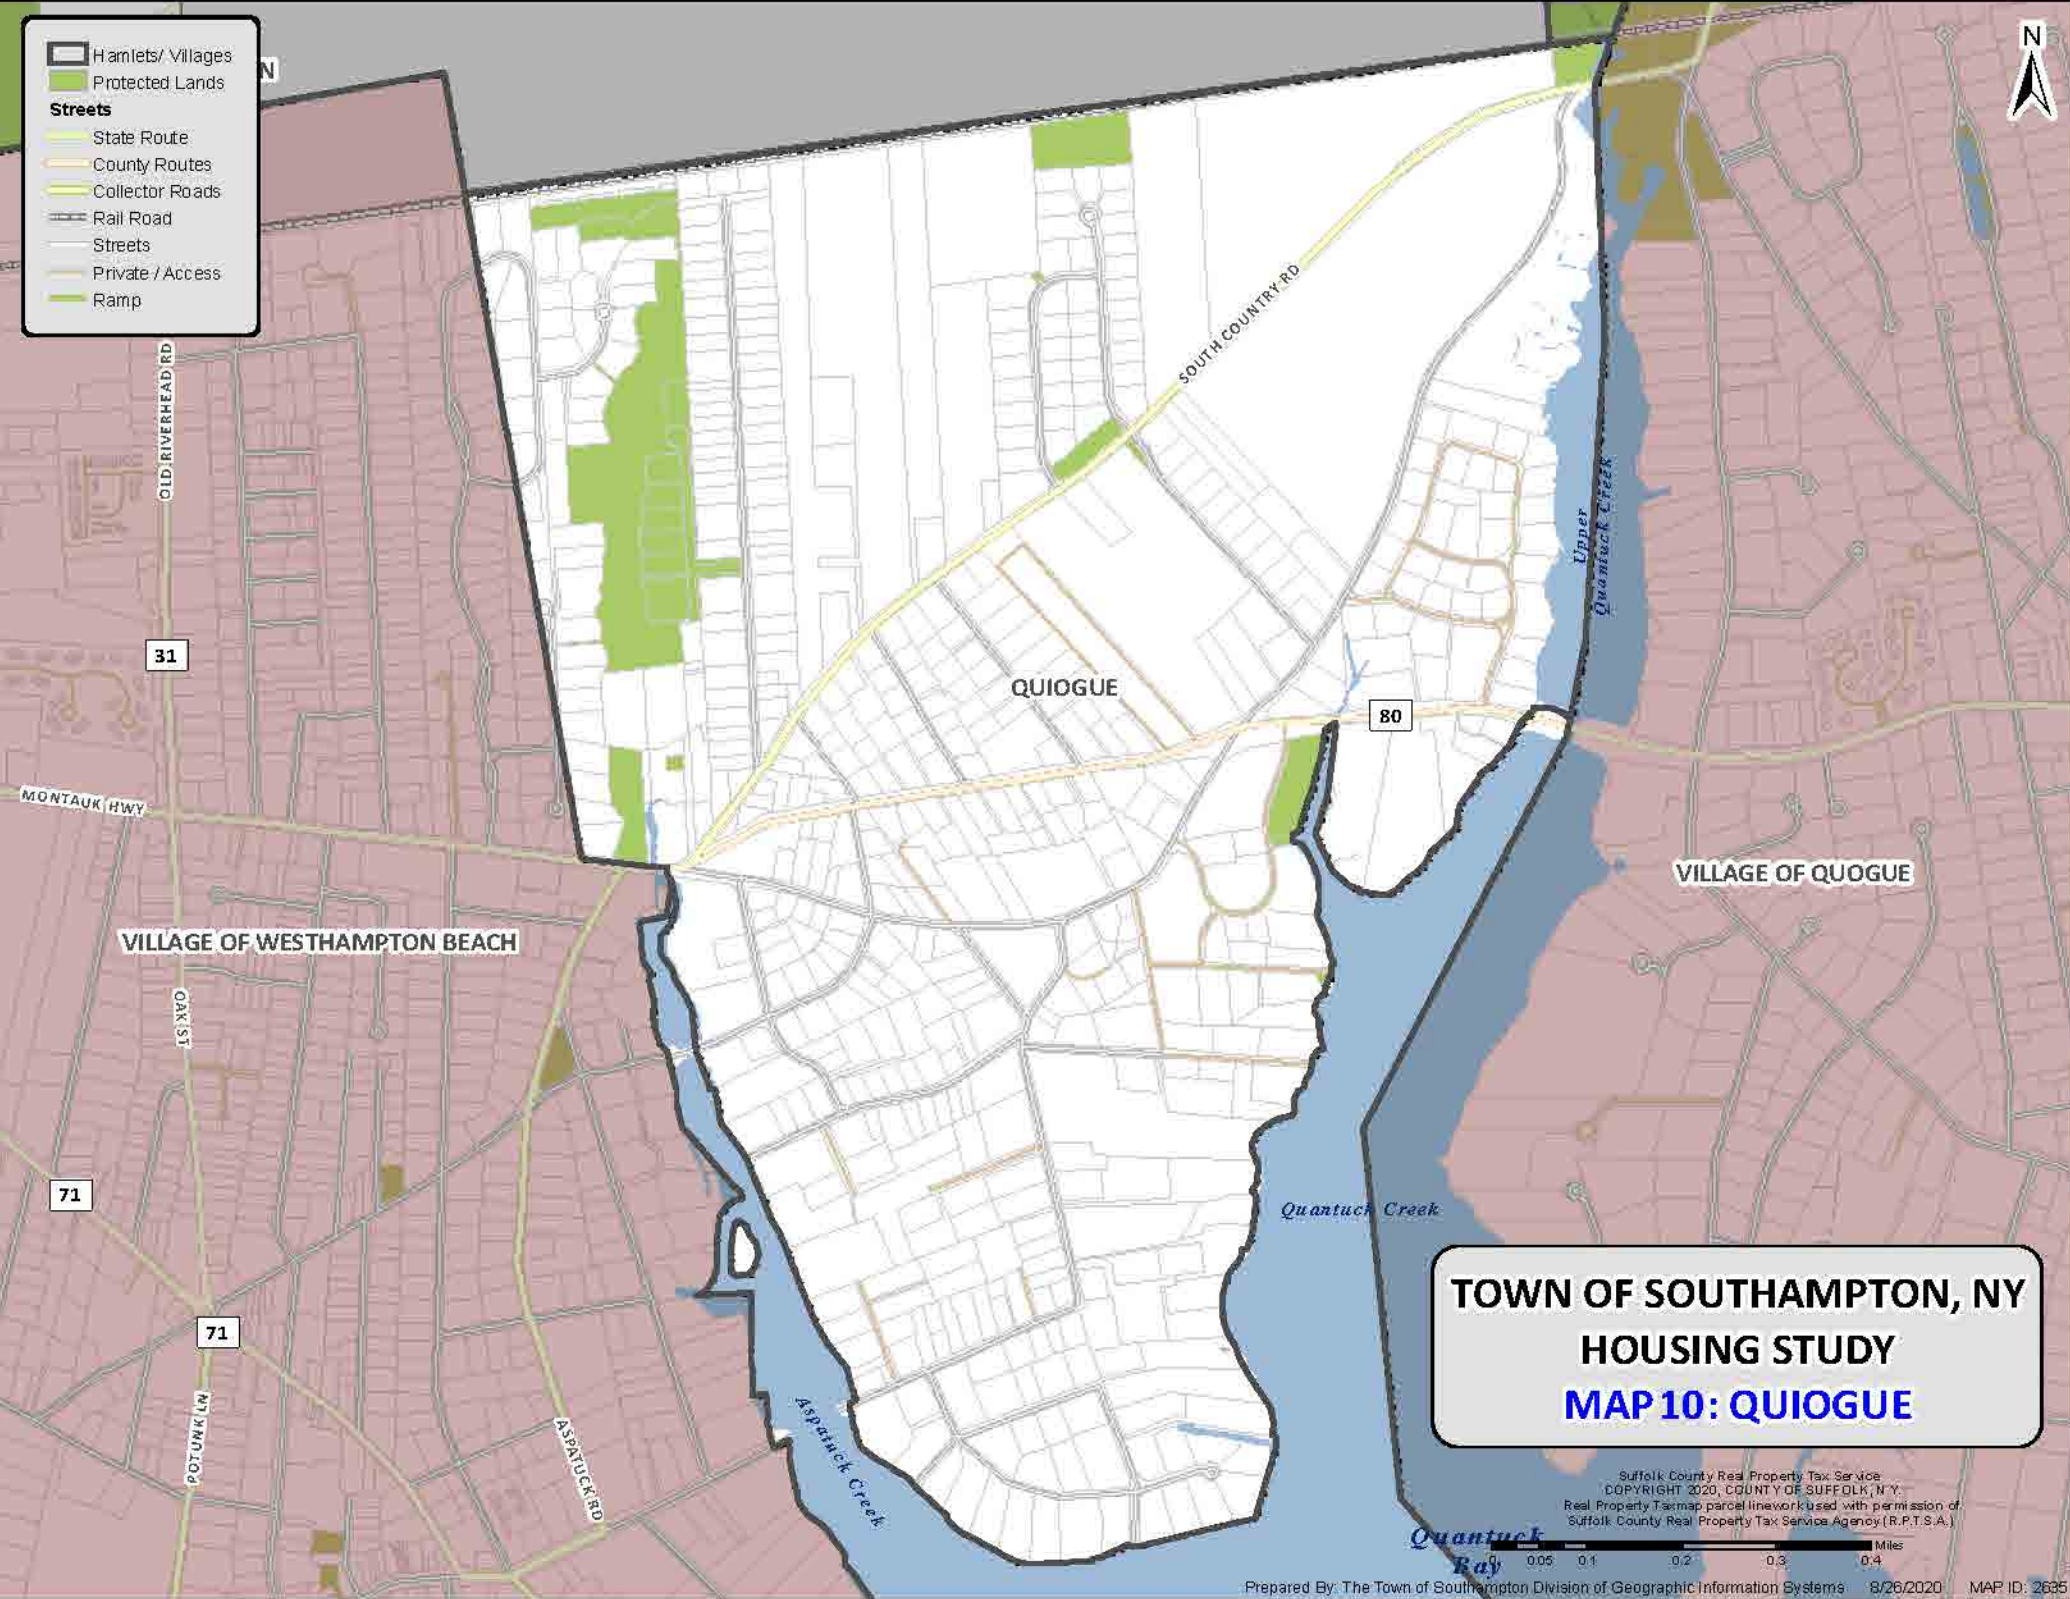 Hamlets/ Villages
Protected Lands
Streets
State Route
County Routes
Collector Roads
Rail Road
Streets
Private / Access
Ramp
N
N
OLD RIVERHEAD RD
SOUTH COUNTRY RD
Upper
Quantuck Creek
31
QUIOGUE
80
MONTAUK HWY
VILLAGE OF QUOGUE
VILLAGE OF WESTHAMPTON BEACH
OAK ST
71
Quantuck Creek
71
POTUNK LN
ASPATUCK RD
Aspatuck Creek
TOWN OF SOUTHAMPTON, NY
HOUSING STUDY
MAP 10: QUIOGUE
Suffolk County Real Property Tax Service
COPYRIGHT 2020, COUNTY OF SUFFOLK, N.Y.
Real Property Taxmap parcel linework used with permission of
Suffolk County Real Property Tax Service Agency (R.P.T.S.A.)
Quantuck
Bay
Miles
0 0.05 0.1 0.2 0.3 0.4
Prepared By: The Town of Southampton Division of Geographic Information Systems 8/26/2020 MAP ID: 2635